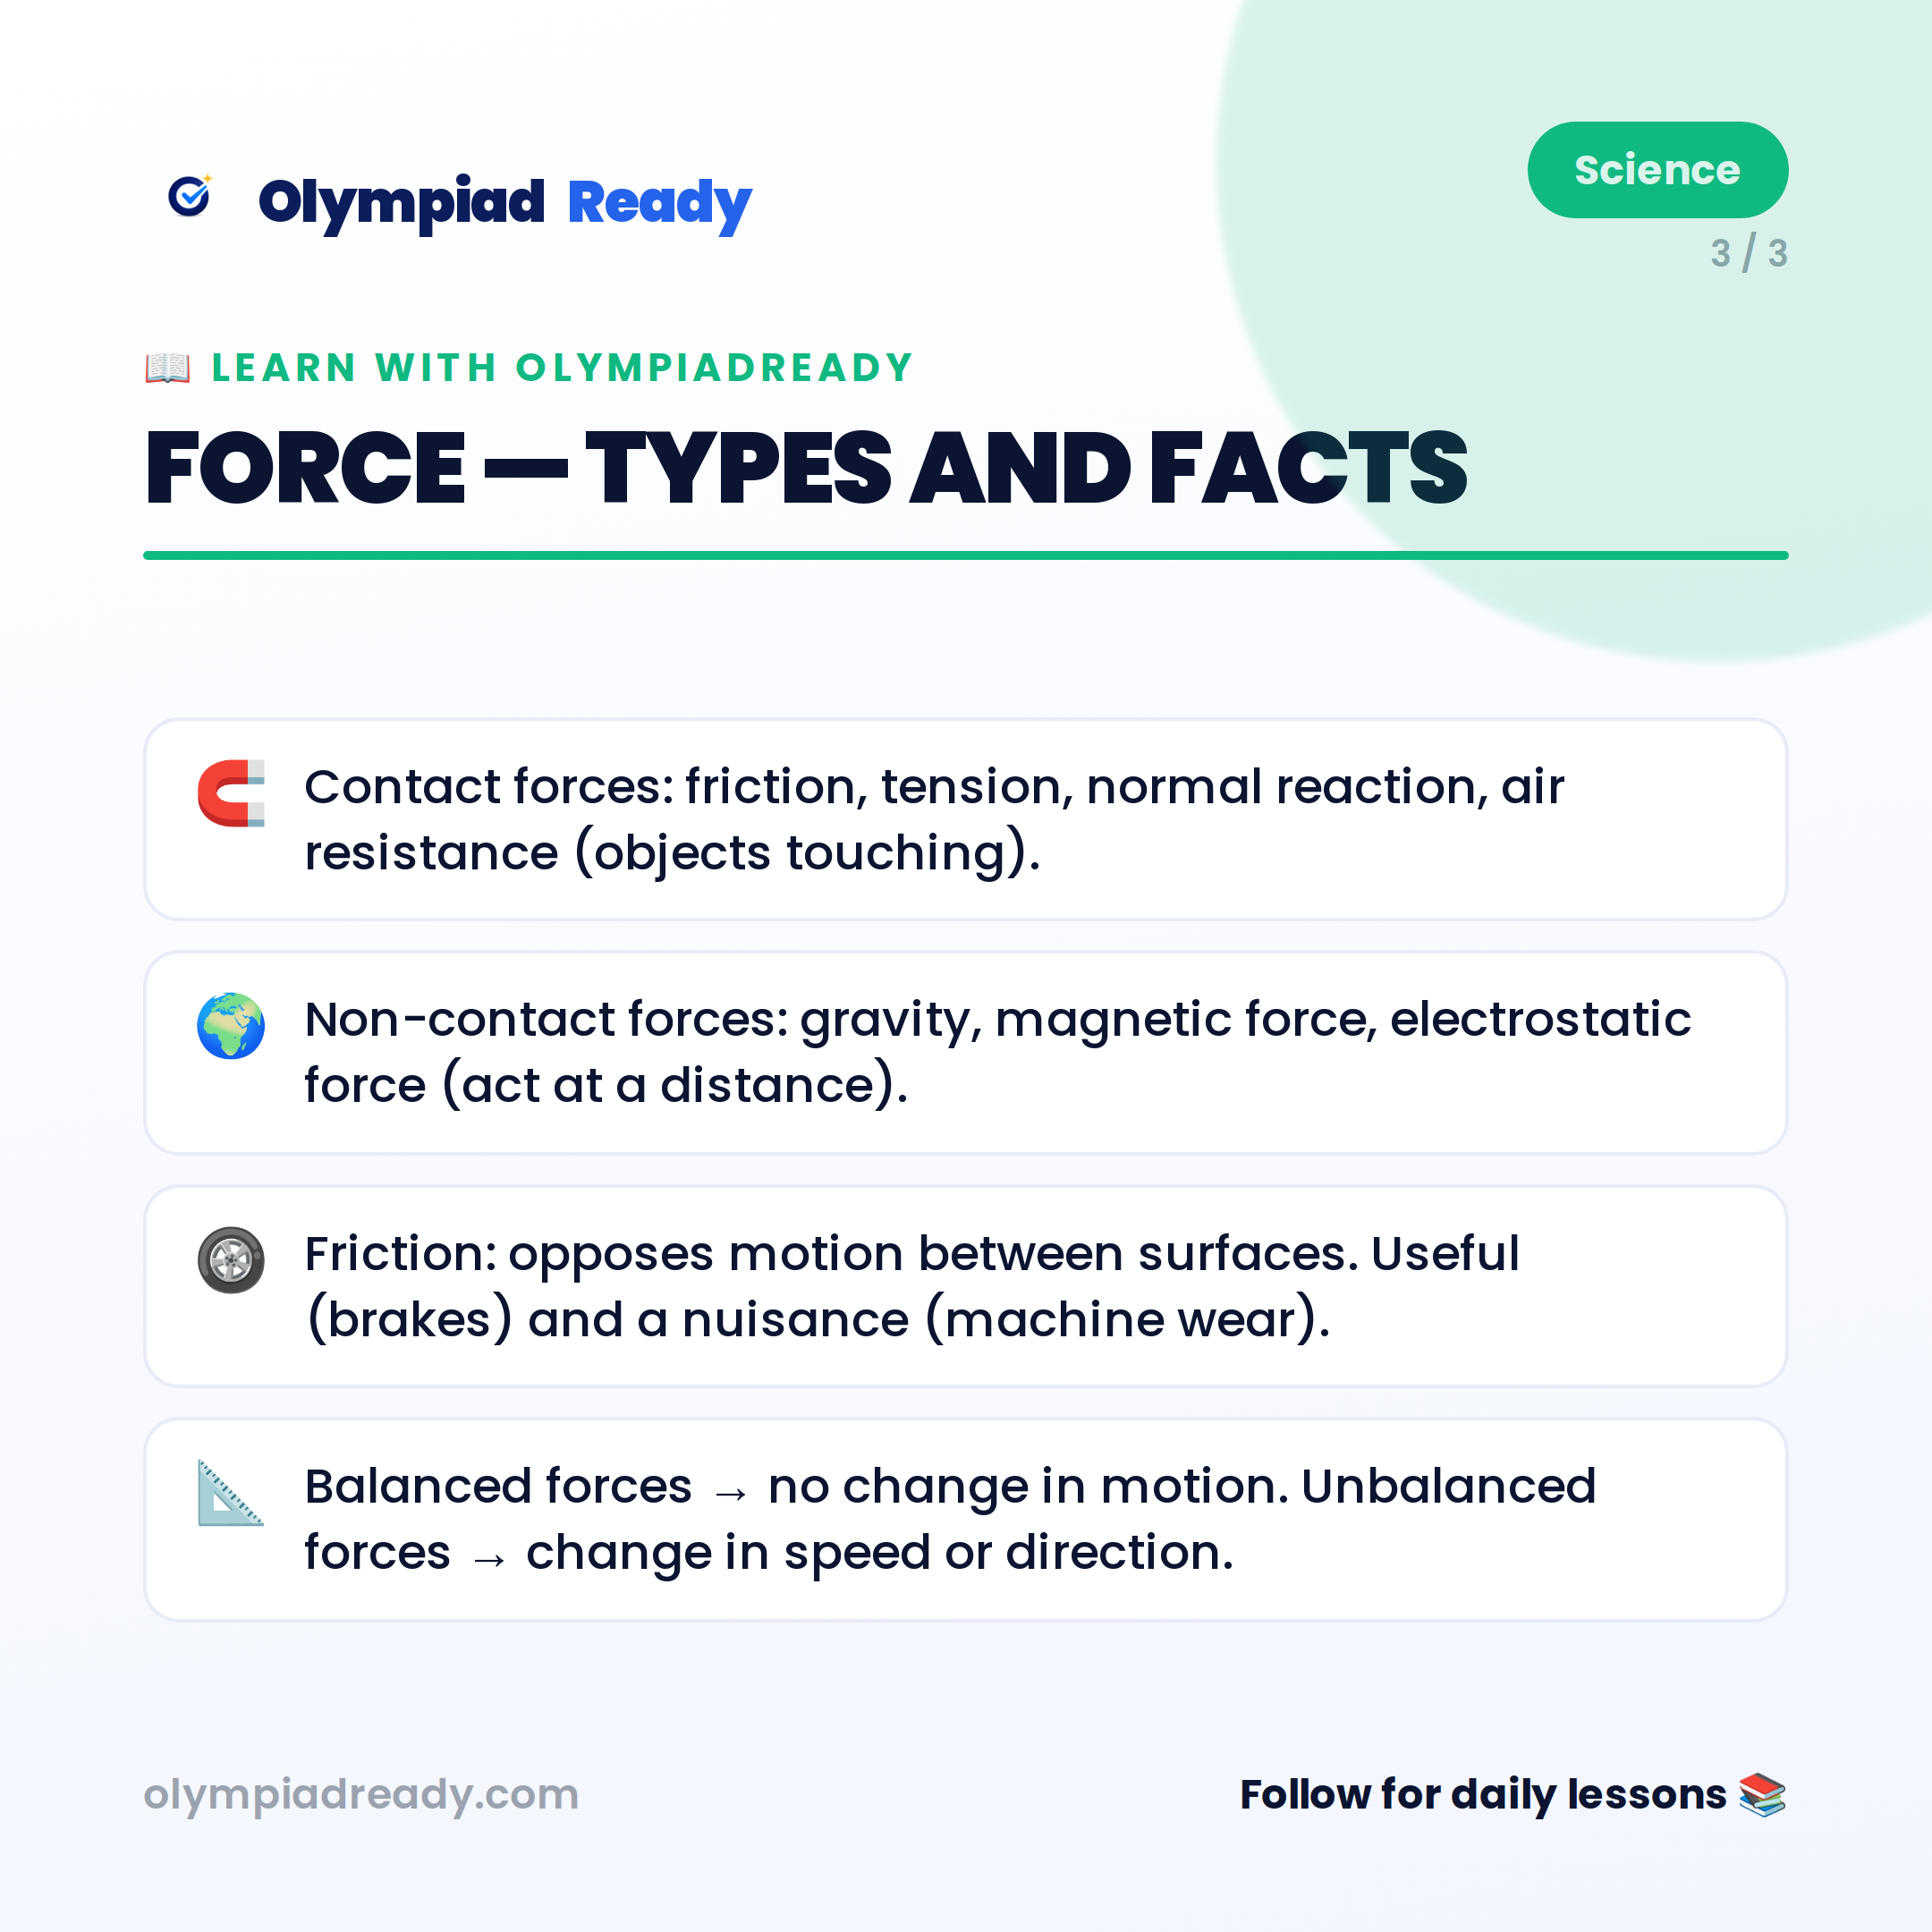 Olympiad Ready
Science
3 / 3
📖 LEARN WITH OLYMPIADREADY
FORCE — TYPES AND FACTS
Contact forces: friction, tension, normal reaction, air
resistance (objects touching).
Non-contact forces: gravity, magnetic force, electrostatic
force (act at a distance).
Friction: opposes motion between surfaces. Useful
(brakes) and a nuisance (machine wear).
Balanced forces → no change in motion. Unbalanced
forces → change in speed or direction.
olympiadready.com
Follow for daily lessons 📚